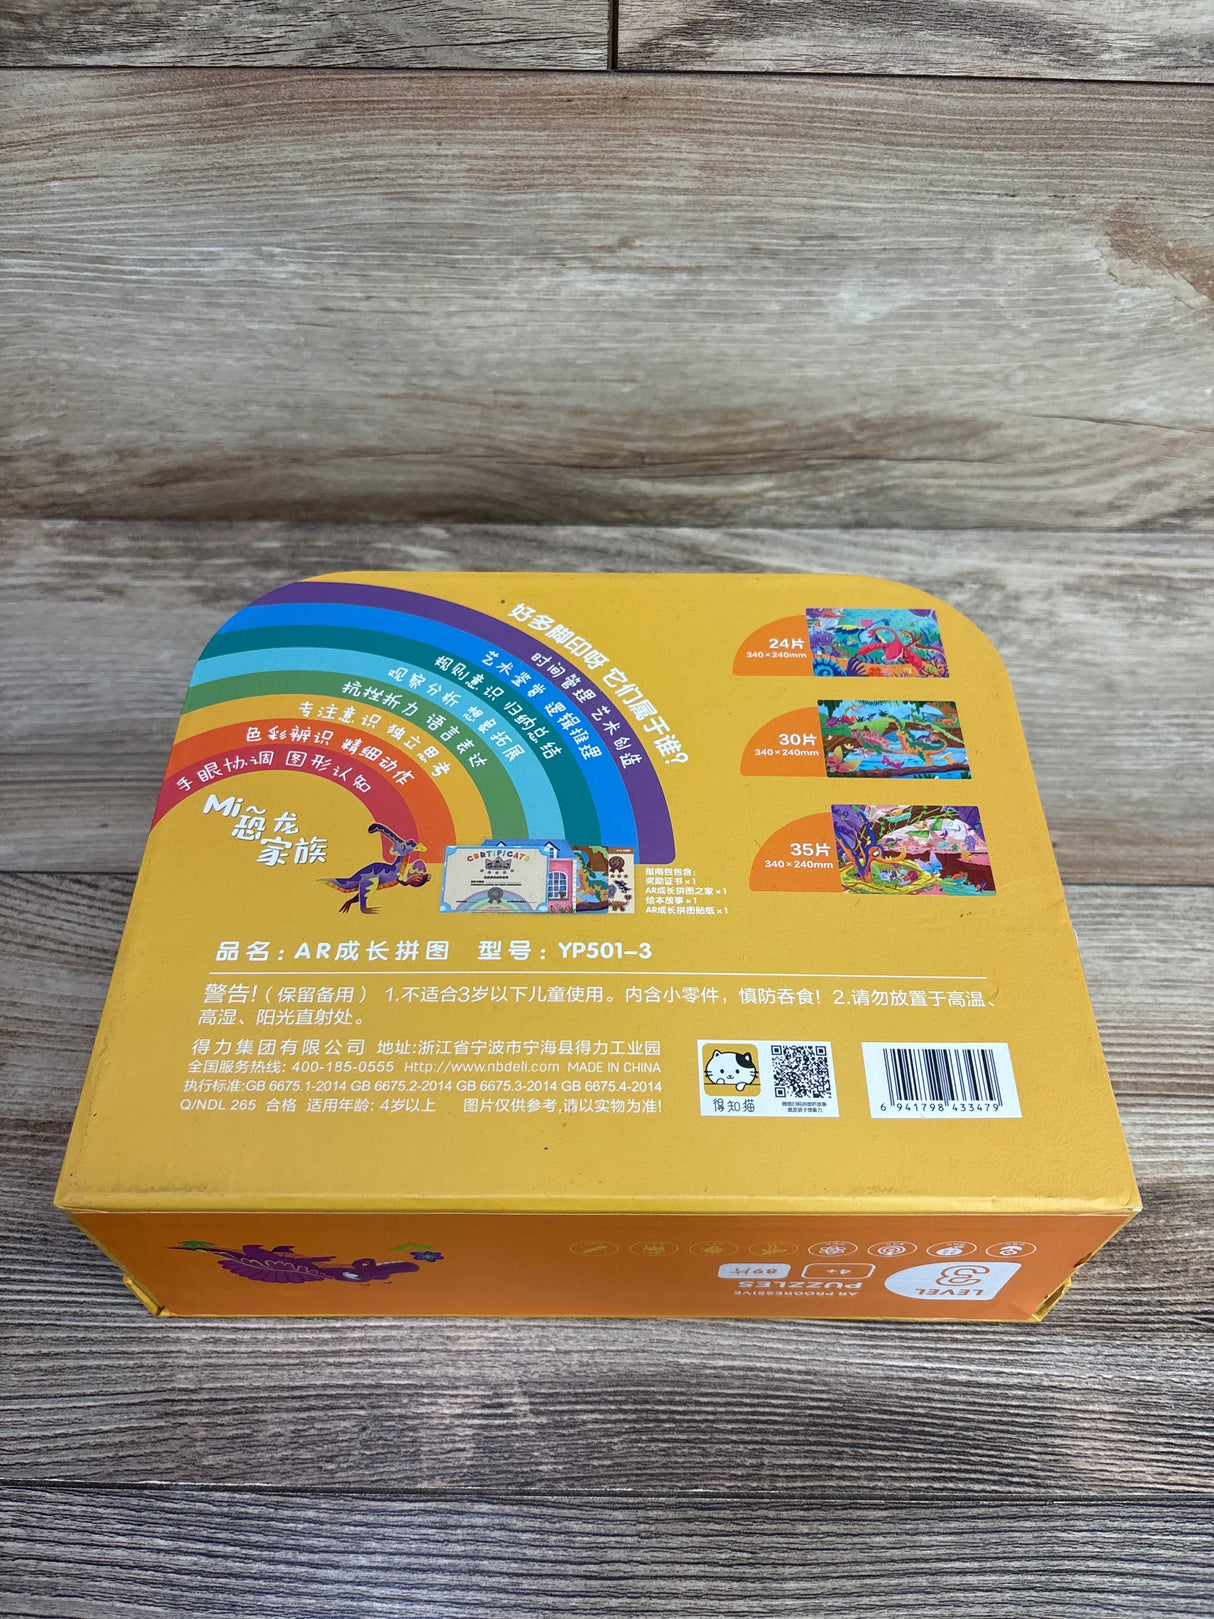 好多脚印呀 它们属于谁?
时间管理 艺术创造
艺术鉴赏 逻辑推理
规则意识 归纳总结
观察分析 想象拓展
抗挫折力 语言表达
专注意识 独立思考
色彩辨识 精细动作
手眼协调 图形认知
Mi~
恐龙
家族
24片
340×240mm
30片
340×240mm
35片
340×240mm
CERTIFICATE
指南包包含:
奖励证书×1
AR成长拼图之家×1
绘本故事×1
AR成长拼图贴纸×1
品名: AR成长拼图 型号: YP501-3
警告!(保留备用) 1.不适合3岁以下儿童使用。内含小零件，慎防吞食! 2.请勿放置于高温、
高湿、阳光直射处。
得力集团有限公司 地址:浙江省宁波市宁海县得力工业园
全国服务热线: 400-185-0555 Http://www.nbdeli.com MADE IN CHINA
执行标准:GB 6675.1-2014 GB 6675.2-2014 GB 6675.3-2014 GB 6675.4-2014
Q/NDL 265 合格 适用年龄: 4岁以上 图片仅供参考,请以实物为准!
得知猫
6 941798 433479
LEVEL
3
4+
89片
AR PROGRESSIVE
PUZZLES